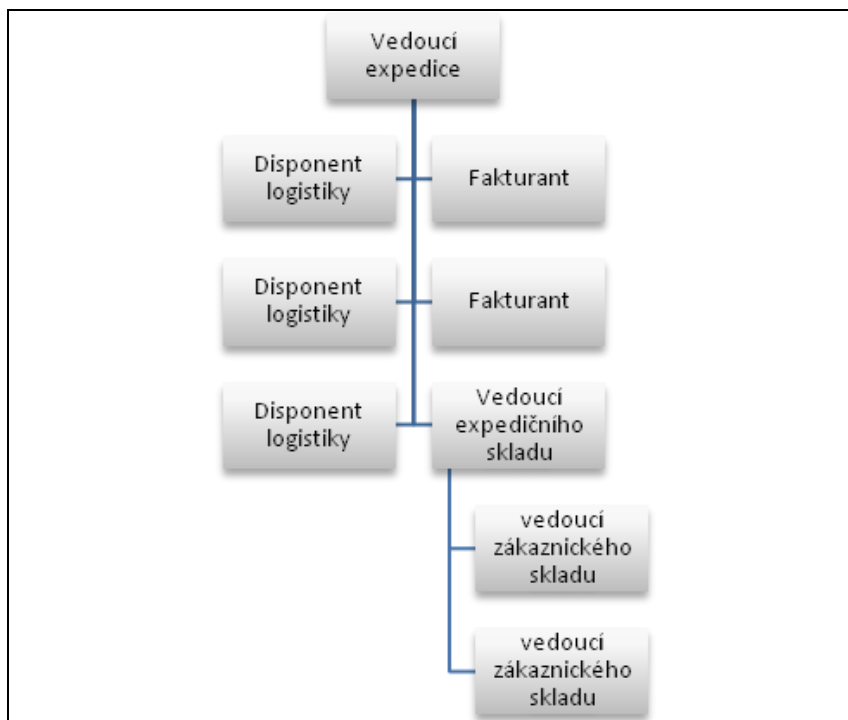 Vedoucí
expedice
Disponent
logistiky
Fakturant
Disponent
logistiky
Fakturant
Disponent
logistiky
Vedoucí
expedičního
skladu
vedoucí
zákaznického
skladu
vedoucí
zákaznického
skladu